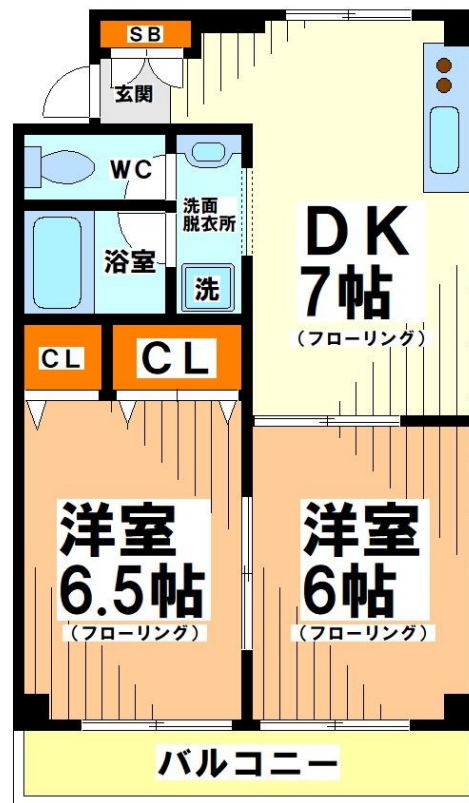 SB
玄関
WC
洗面
脱衣所
浴室
洗
DK
7帖
(フローリング)
CL
CL
洋室
6.5帖
(フローリング)
洋室
6帖
(フローリング)
バルコニー